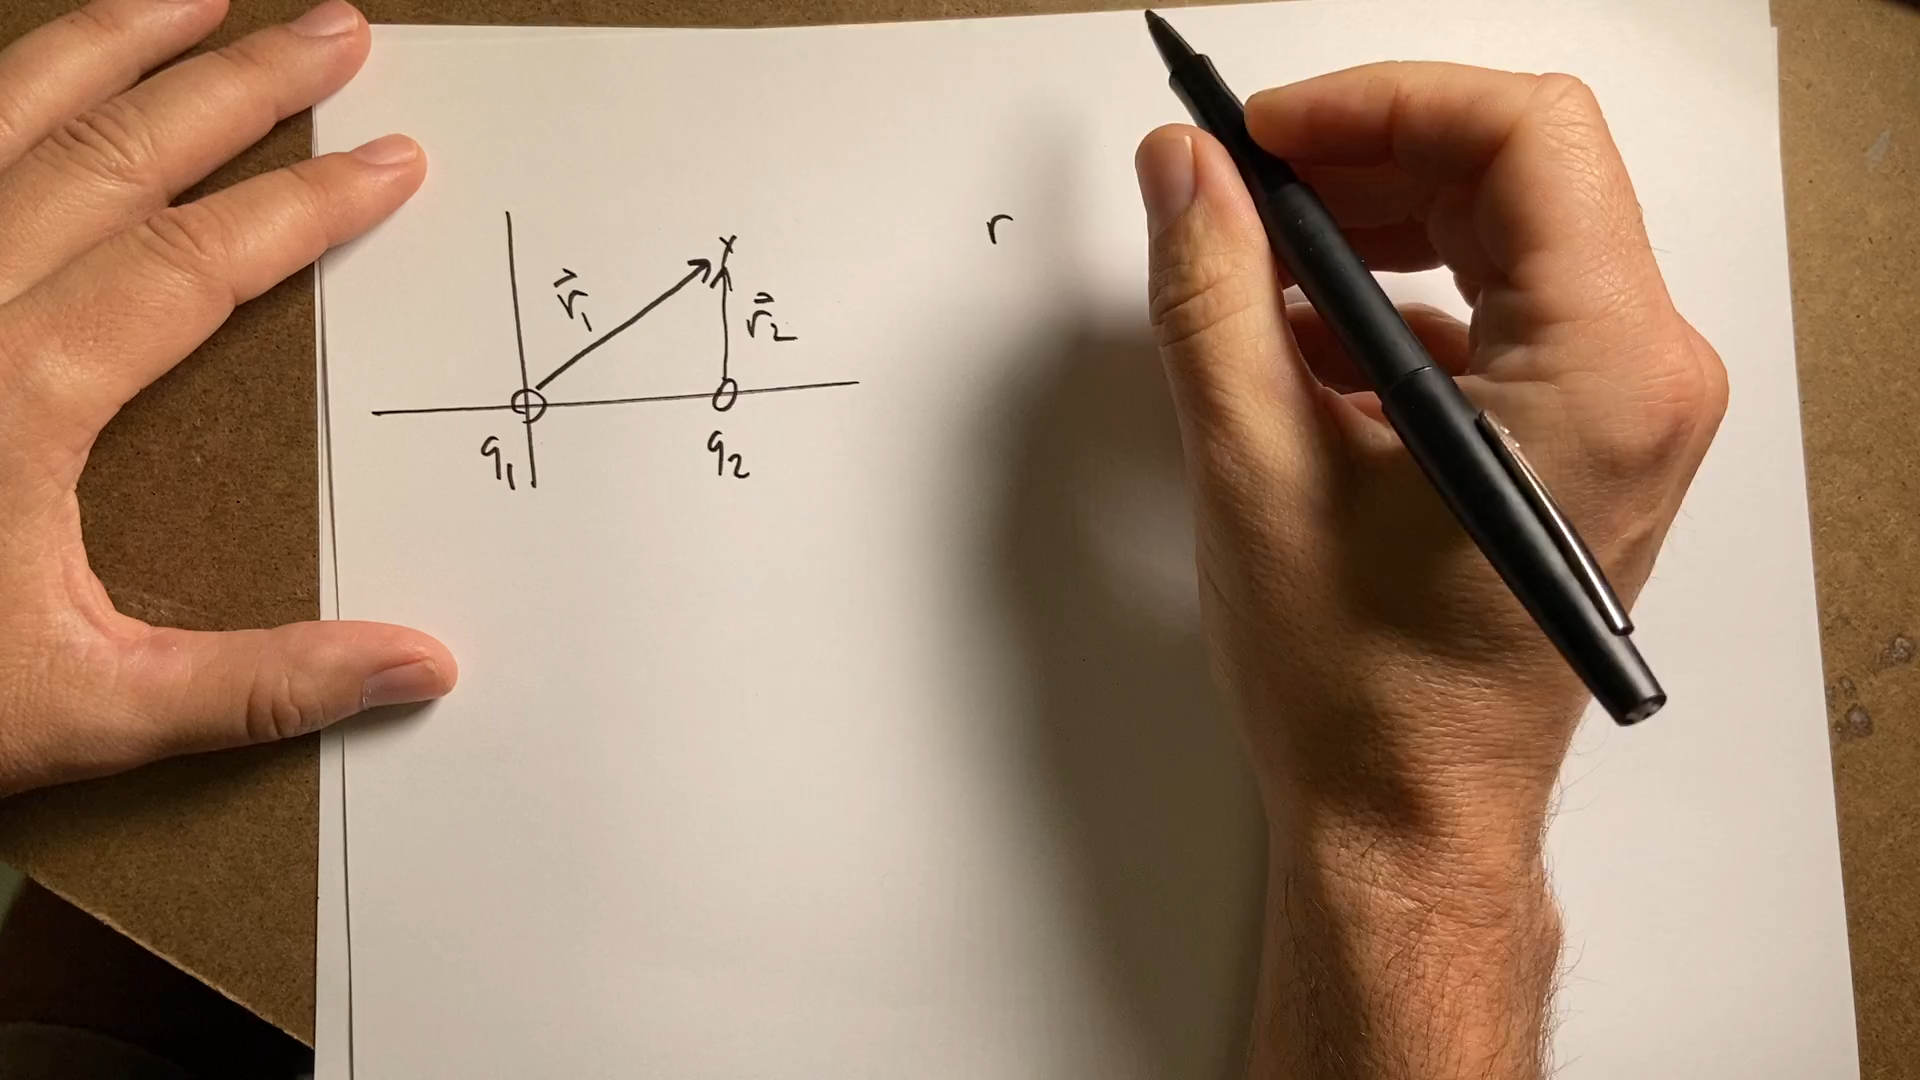 x
r⃗₁
r⃗₂
q₁
q₂
r